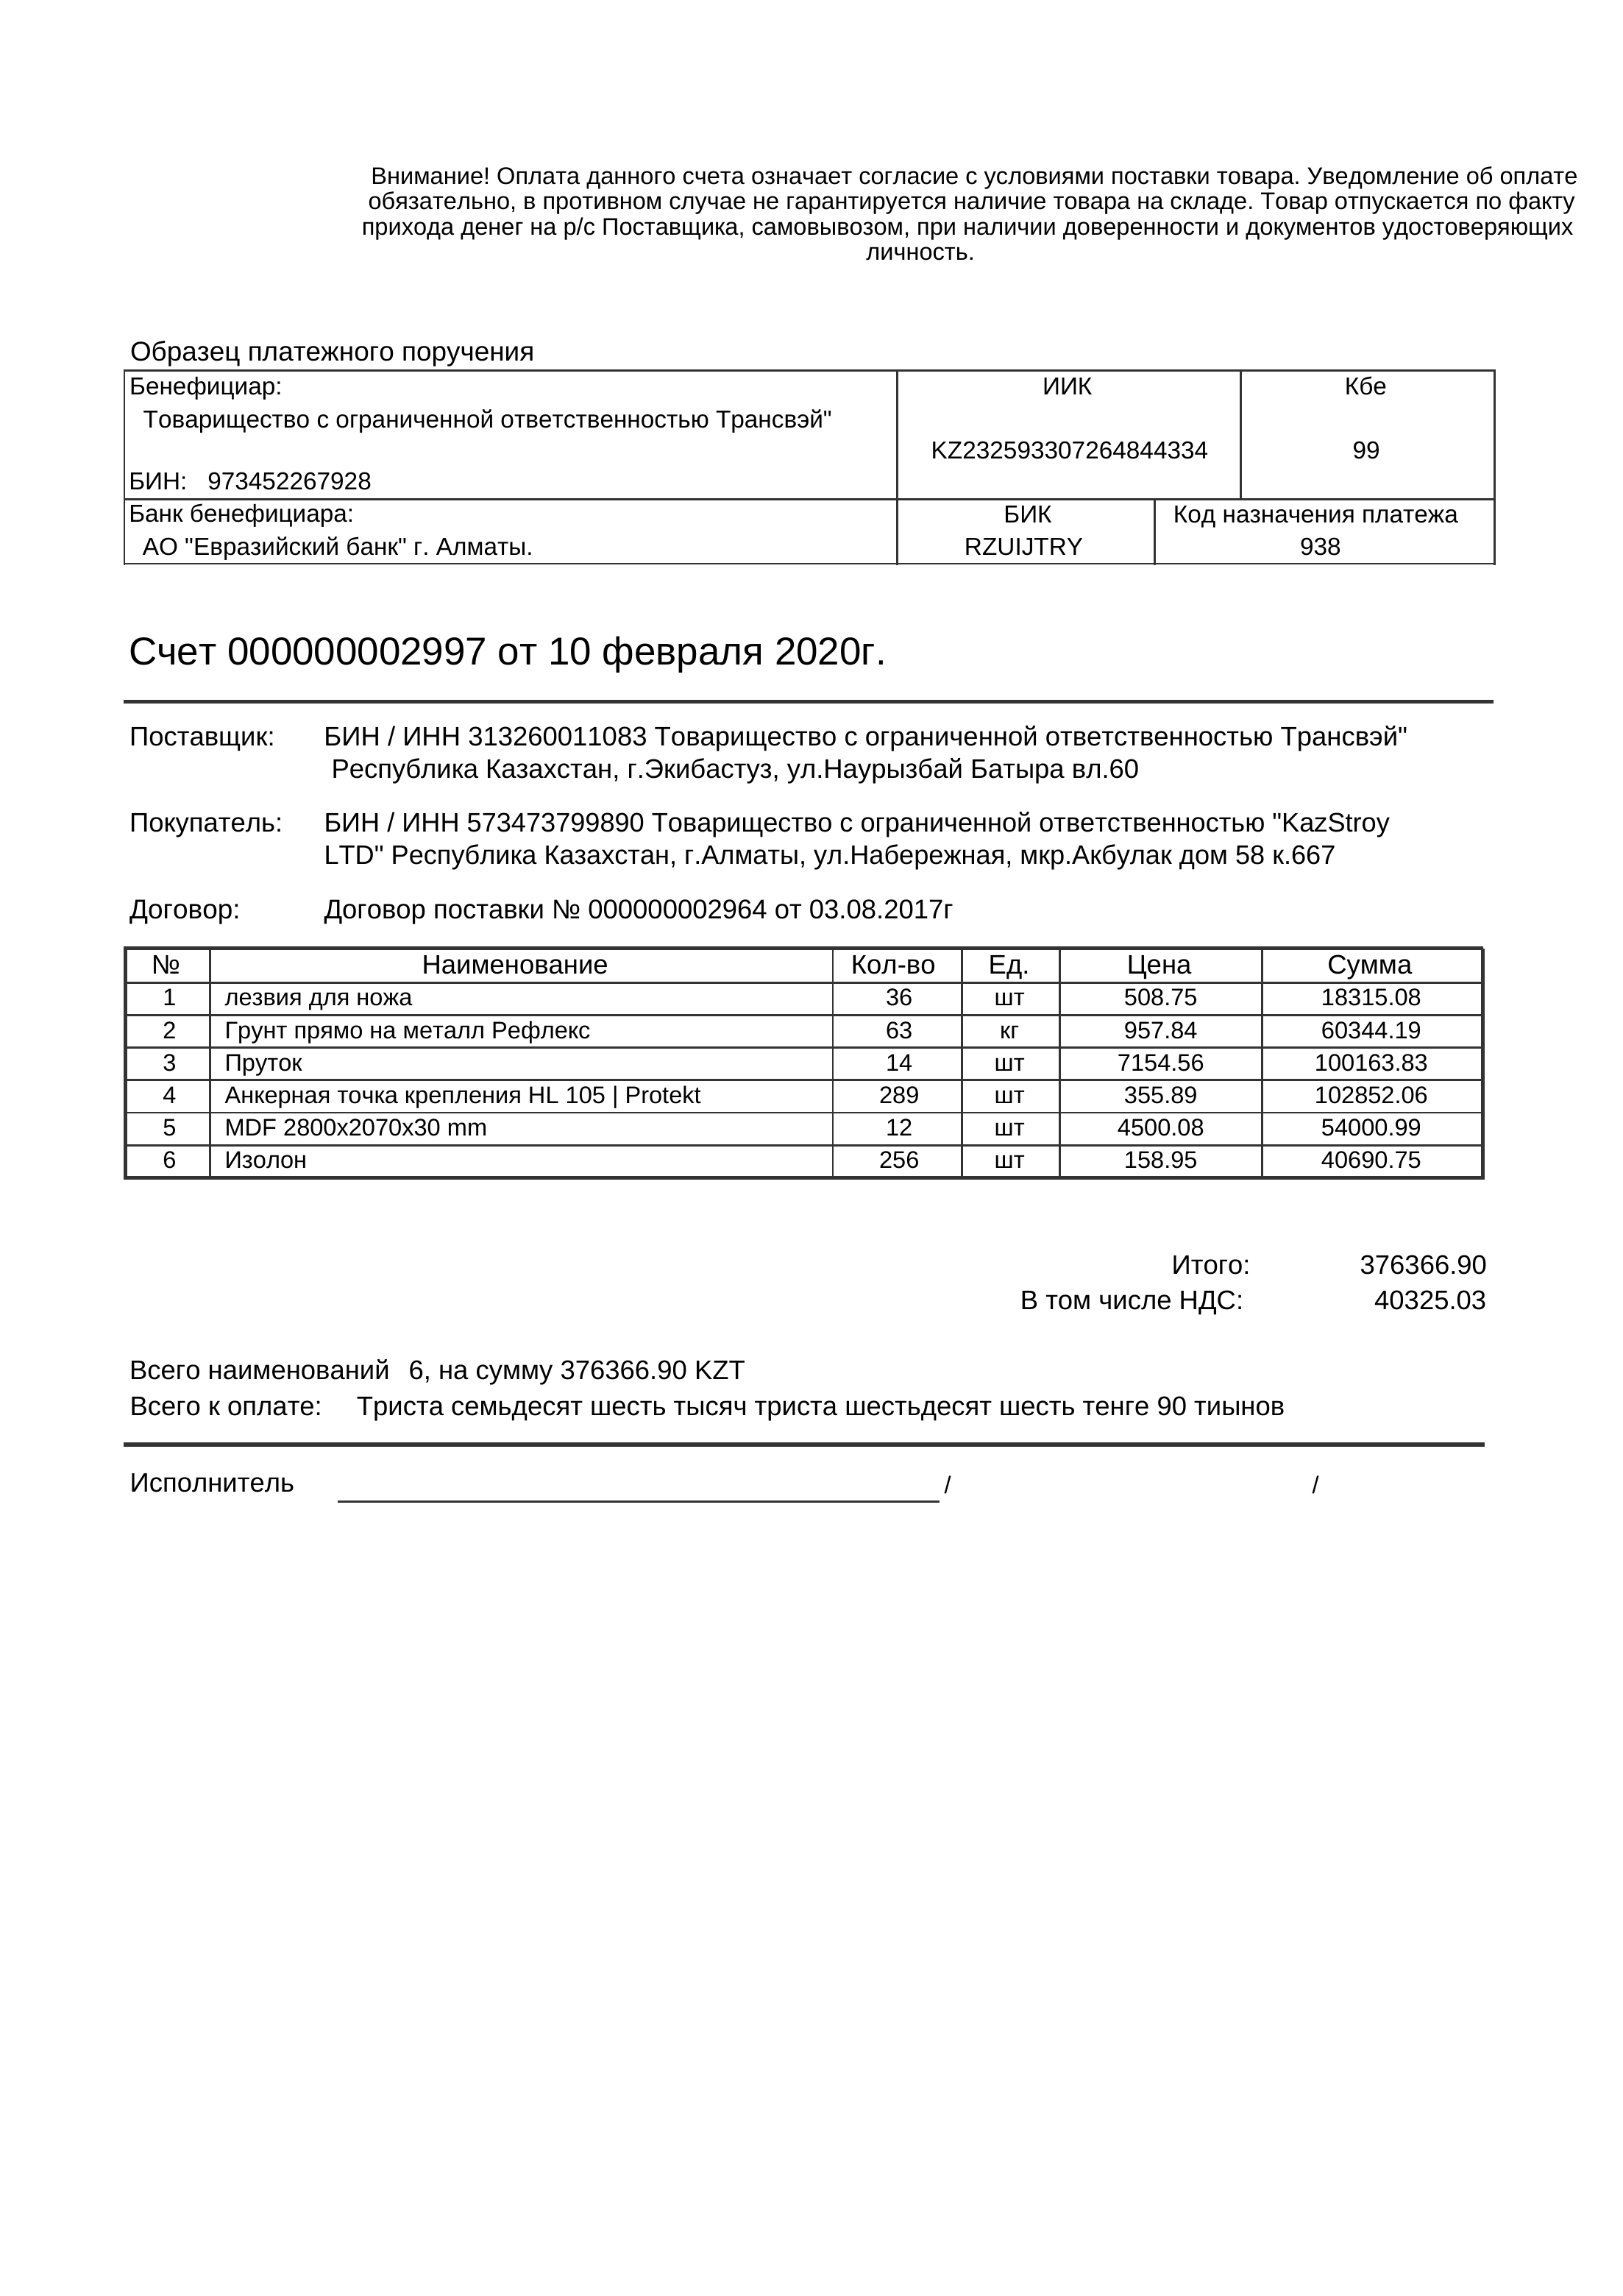 Внимание! Оплата данного счета означает согласие с условиями поставки товара. Уведомление об оплате
обязательно, в противном случае не гарантируется наличие товара на складе. Товар отпускается по факту
прихода денег на р/с Поставщика, самовывозом, при наличии доверенности и документов удостоверяющих
личность.
Образец платежного поручения
Бенефициар: ИИК Кбе
Товарищество с ограниченной ответственностью Трансвэй"
KZ232593307264844334 99
БИН: 973452267928
Банк бенефициара: БИК Код назначения платежа
АО "Евразийский банк" г. Алматы. RZUIJTRY 938
Счет 000000002997 от 10 февраля 2020г.
Поставщик: БИН / ИНН 313260011083 Товарищество с ограниченной ответственностью Трансвэй"
Республика Казахстан, г.Экибастуз, ул.Наурызбай Батыра вл.60
Покупатель: БИН / ИНН 573473799890 Товарищество с ограниченной ответственностью "KazStroy
LTD" Республика Казахстан, г.Алматы, ул.Набережная, мкр.Акбулак дом 58 к.667
Договор: Договор поставки № 000000002964 от 03.08.2017г
№ Наименование Кол-во Ед. Цена Сумма
1 лезвия для ножа 36 шт 508.75 18315.08
2 Грунт прямо на металл Рефлекс 63 кг 957.84 60344.19
3 Пруток 14 шт 7154.56 100163.83
4 Анкерная точка крепления HL 105 | Protekt 289 шт 355.89 102852.06
5 MDF 2800x2070x30 mm 12 шт 4500.08 54000.99
6 Изолон 256 шт 158.95 40690.75
Итого: 376366.90
В том числе НДС: 40325.03
Всего наименований 6, на сумму 376366.90 KZT
Всего к оплате: Триста семьдесят шесть тысяч триста шестьдесят шесть тенге 90 тиынов
Исполнитель / /